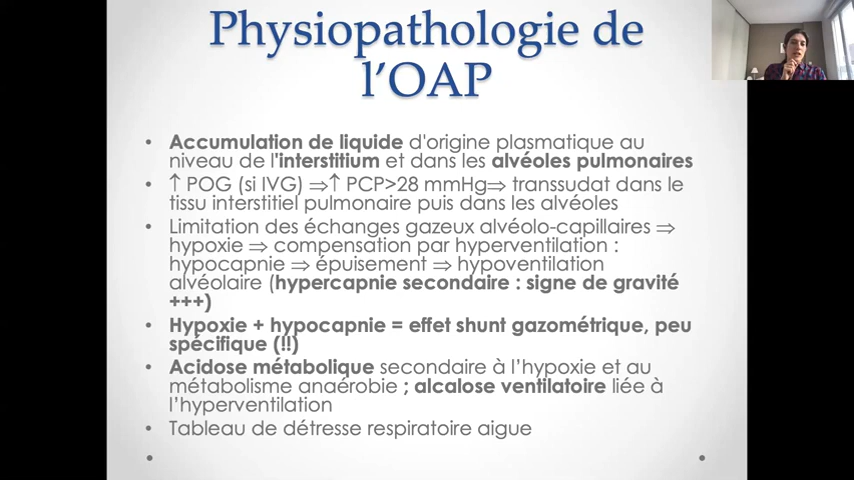 Physiopathologie de
l'OAP
• Accumulation de liquide d'origine plasmatique au
niveau de l'interstitium et dans les alvéoles pulmonaires
• ↑ POG (si IVG) ⇒↑ PCP>28 mmHg⇒ transsudat dans le
tissu interstitiel pulmonaire puis dans les alvéoles
• Limitation des échanges gazeux alvéolo-capillaires ⇒
hypoxie ⇒ compensation par hyperventilation :
hypocapnie ⇒ épuisement ⇒ hypoventilation
alvéolaire (hypercapnie secondaire : signe de gravité
+++)
• Hypoxie + hypocapnie = effet shunt gazométrique, peu
spécifique (!!)
• Acidose métabolique secondaire à l'hypoxie et au
métabolisme anaérobie ; alcalose ventilatoire liée à
l'hyperventilation
• Tableau de détresse respiratoire aigue